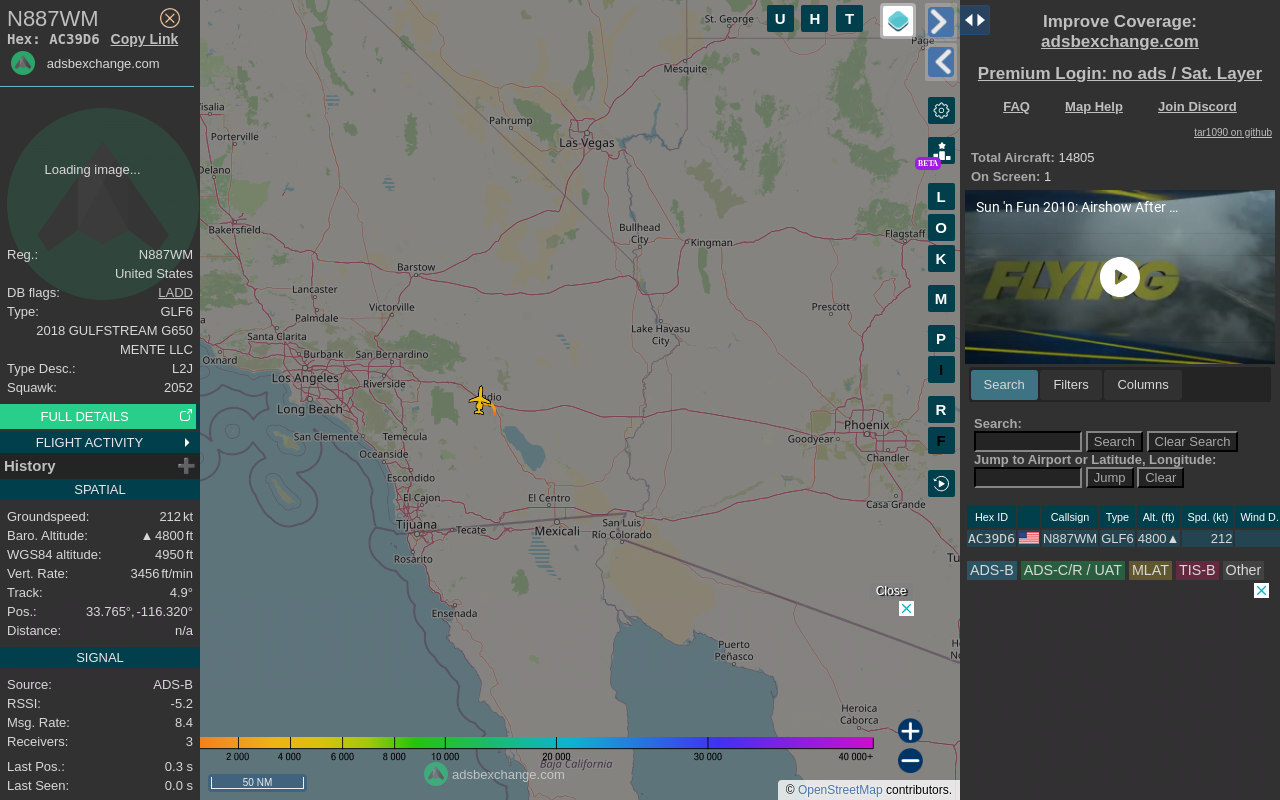 N887WM
Hex: AC39D6 Copy Link
adsbexchange.com
Loading image...
Reg.: N887WM
United States
DB flags: LADD
Type: GLF6
2018 GULFSTREAM G650
MENTE LLC
Type Desc.: L2J
Squawk: 2052
FULL DETAILS
FLIGHT ACTIVITY
History
SPATIAL
Groundspeed: 212 kt
Baro. Altitude: ▲ 4800 ft
WGS84 altitude: 4950 ft
Vert. Rate: 3456 ft/min
Track: 4.9°
Pos.: 33.765°, -116.320°
Distance: n/a
SIGNAL
Source: ADS-B
RSSI: -5.2
Msg. Rate: 8.4
Receivers: 3
Last Pos.: 0.3 s
Last Seen: 0.0 s
St. George
U H T
Page
Mesquite
Visalia
Porterville
Pahrump
Las Vegas
Delano
BETA
L
O
K
M
P
I
R
F
Bakersfield
Bullhead City
Kingman
Flagstaff
Barstow
Lancaster
Victorville
Palmdale
Prescott
Santa Clarita
Lake Havasu City
Oxnard
Burbank
San Bernardino
Los Angeles
Riverside
Long Beach
San Clemente
Temecula
Oceanside
Escondido
El Cajon
El Centro
Tijuana
Tecate
Mexicali
San Luis Río Colorado
Rosarito
Ensenada
Phoenix
Goodyear
Chandler
Casa Grande
Tu
Close
Puerto Peñasco
Heroica Caborca
Baja California
2 000 4 000 6 000 8 000 10 000 20 000 30 000 40 000+
50 NM
adsbexchange.com
© OpenStreetMap contributors.
Improve Coverage:
adsbexchange.com
Premium Login: no ads / Sat. Layer
FAQ Map Help Join Discord
tar1090 on github
Total Aircraft: 14805
On Screen: 1
Sun 'n Fun 2010: Airshow After ...
FLYING
Search Filters Columns
Search:
Search Clear Search
Jump to Airport or Latitude, Longitude:
Jump Clear
Hex ID Callsign Type Alt. (ft) Spd. (kt) Wind D.
AC39D6 N887WM GLF6 4800▲ 212
ADS-B ADS-C/R / UAT MLAT TIS-B Other